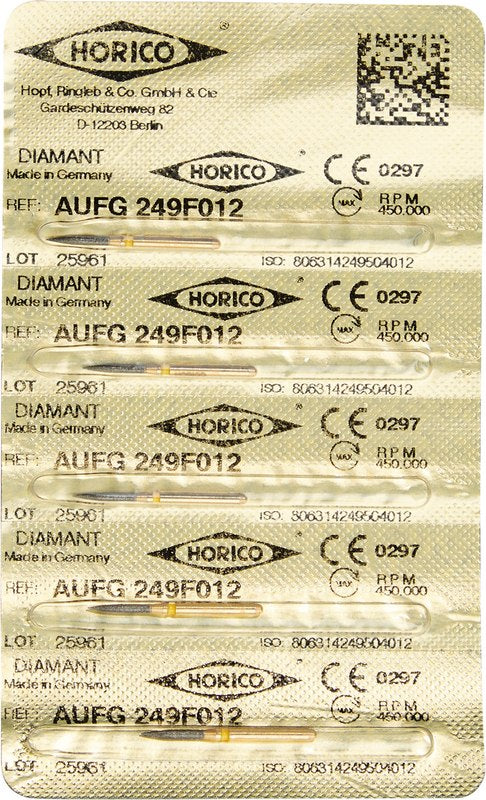 HORICO ®
Hopf, Ringleb & Co. GmbH & Cie
Gardeschützenweg 82
D-12203 Berlin
DIAMANT HORICO ® CE 0297
Made in Germany
MAX RPM 450.000
REF: AUFG 249F012
LOT 25961 ISO: 806314249504012
DIAMANT HORICO ® CE 0297
Made in Germany
MAX RPM 450.000
REF: AUFG 249F012
LOT 25961 ISO: 806314249504012
DIAMANT HORICO ® CE 0297
Made in Germany
MAX RPM 450.000
REF: AUFG 249F012
LOT 25961 ISO: 806314249504012
DIAMANT HORICO ® CE 0297
Made in Germany
MAX RPM 450.000
REF: AUFG 249F012
LOT 25961 ISO: 806314249504012
DIAMANT HORICO ® CE 0297
Made in Germany
MAX RPM 450.000
REF: AUFG 249F012
LOT 25961 ISO: 806314249504012